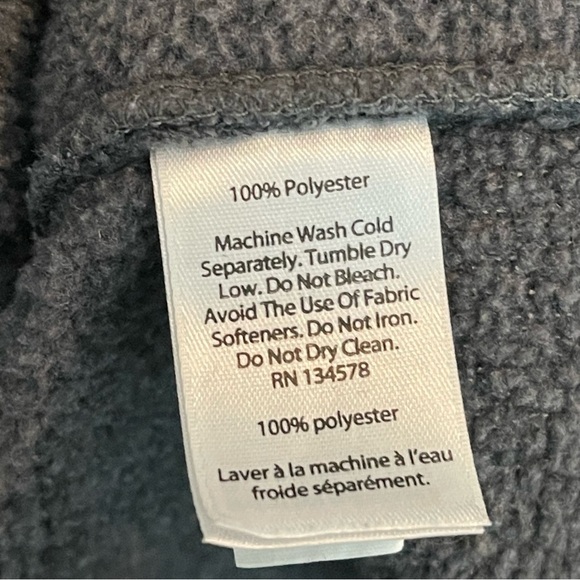 100% Polyester
Machine Wash Cold
Separately. Tumble Dry
Low. Do Not Bleach.
Avoid The Use Of Fabric
Softeners. Do Not Iron.
Do Not Dry Clean.
RN 134578
100% polyester
Laver à la machine à l'eau
froide séparément.